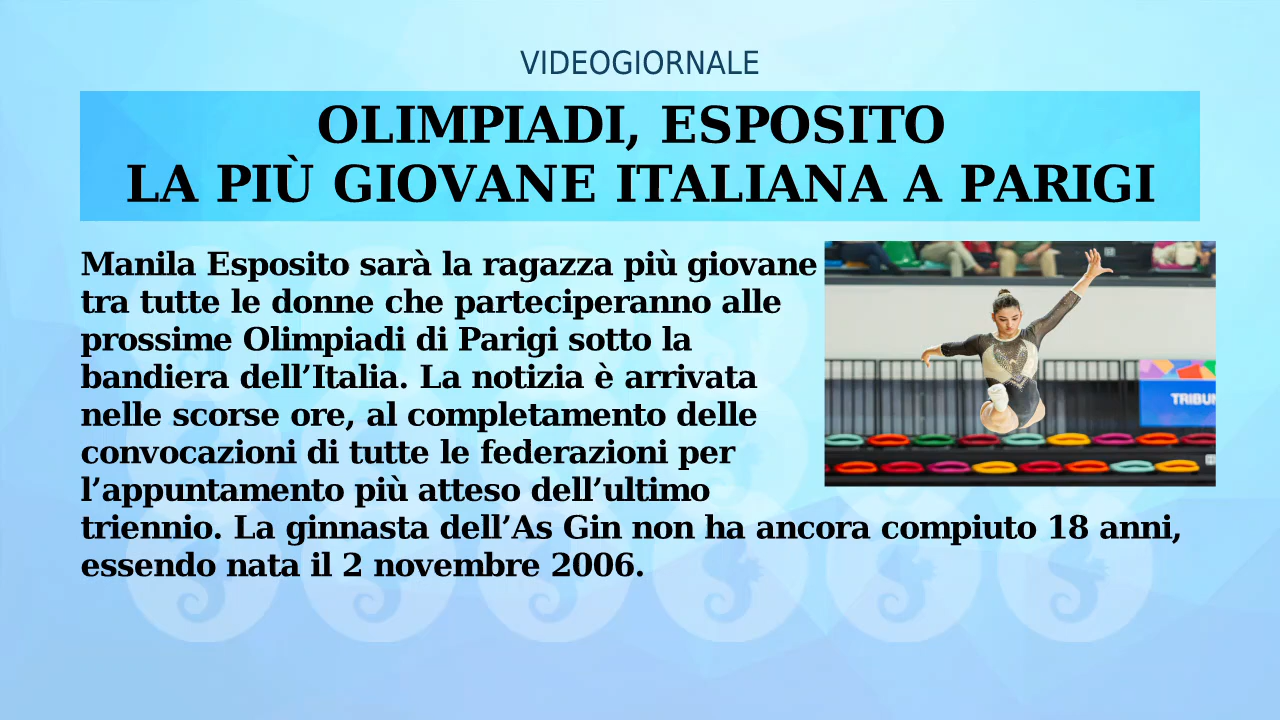 VIDEOGIORNALE
OLIMPIADI, ESPOSITO
LA PIÙ GIOVANE ITALIANA A PARIGI
Manila Esposito sarà la ragazza più giovane
tra tutte le donne che parteciperanno alle
prossime Olimpiadi di Parigi sotto la
bandiera dell’Italia. La notizia è arrivata
nelle scorse ore, al completamento delle
convocazioni di tutte le federazioni per
l’appuntamento più atteso dell’ultimo
triennio. La ginnasta dell’As Gin non ha ancora compiuto 18 anni,
essendo nata il 2 novembre 2006.
TRIBUN